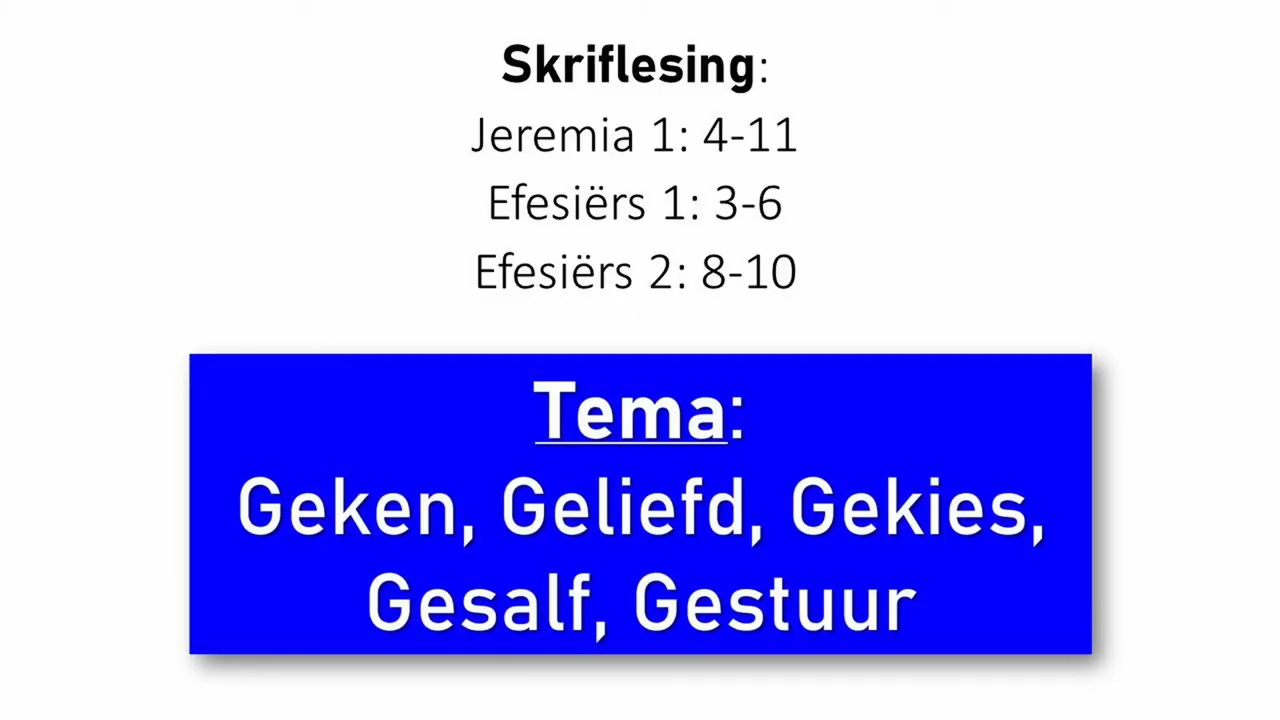 Skriflesing:
Jeremia 1: 4-11
Efesiërs 1: 3-6
Efesiërs 2: 8-10
Tema:
Geken, Geliefd, Gekies,
Gesalf, Gestuur